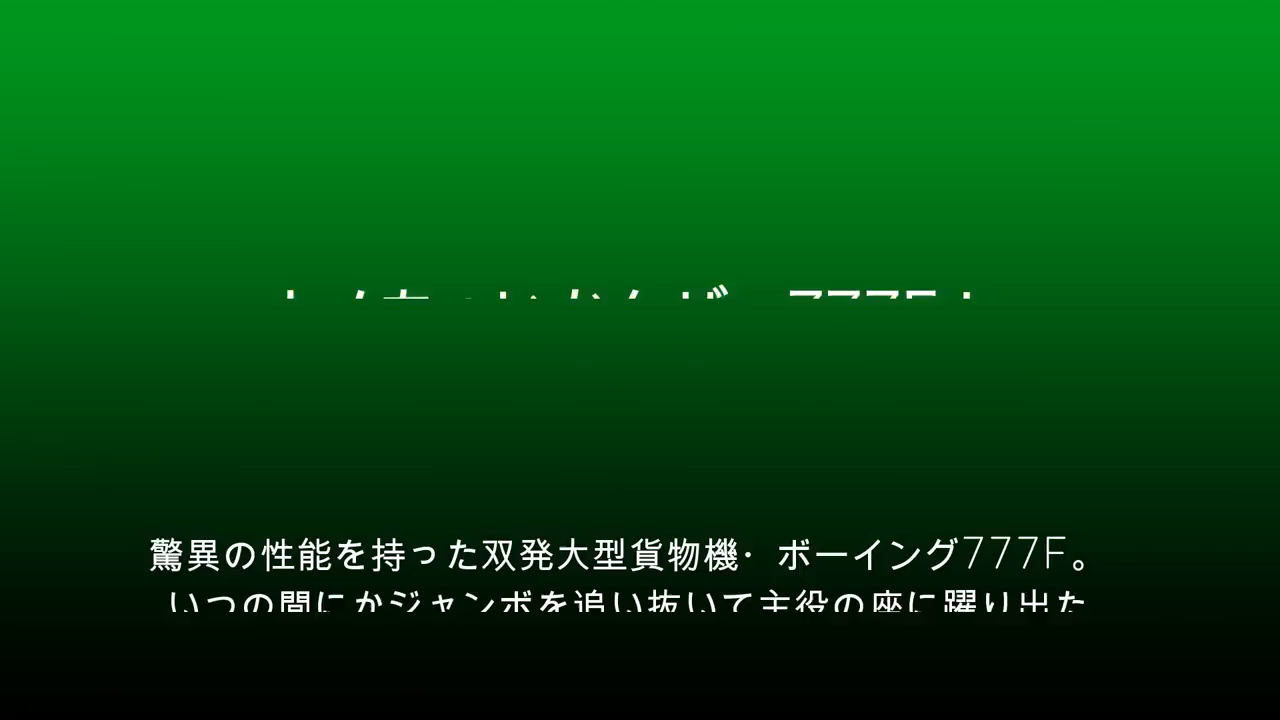 驚異の性能を持った双発大型貨物機・ボーイング777F。
いつの間にかジャンボを追い抜いて主役の座に躍り出た